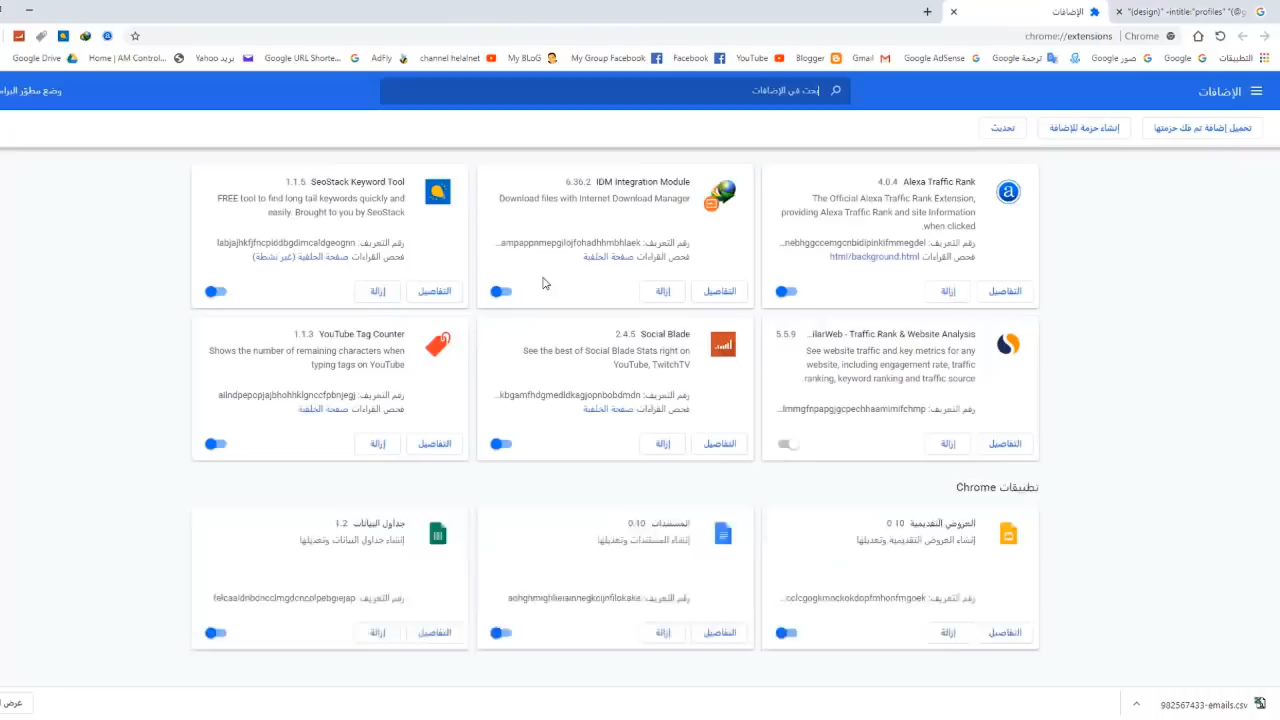 "(design)" -intitle:"profiles" "(@g
الإضافات
Chrome | chrome://extensions
التطبيقات
Google
صور Google
ترجمة Google
Google AdSense
Gmail
Blogger
YouTube
Facebook
My Group Facebook
My BLoG
channel helalnet
AdFly
Google URL Shorte...
بريد Yahoo
Home | AM Control...
Google Drive
الإضافات
بحث في الإضافات
وضع مطوّر البرا
تحميل إضافة تم فك حزمتها
إنشاء حزمة للإضافة
تحديث
Alexa Traffic Rank 4.0.4
The Official Alexa Traffic Rank Extension,
providing Alexa Traffic Rank and site Information
when clicked.
رقم التعريف: nebhggccemgcnbidipinkifmmegdel...
فحص القراءات html/background.html
التفاصيل
إزالة
IDM Integration Module 6.36.2
Download files with Internet Download Manager
رقم التعريف: ampappnmepgilojfohadhhmbhlaek...
فحص القراءات صفحة الخلفية
التفاصيل
إزالة
SeoStack Keyword Tool 1.1.5
FREE tool to find long tail keywords quickly and
easily. Brought to you by SeoStack
رقم التعريف: labjajhkfjfncpiddbgdimcaldgeognn
فحص القراءات صفحة الخلفية (غير نشطة)
التفاصيل
إزالة
ilarWeb - Traffic Rank & Website Analysis... 5.5.9
See website traffic and key metrics for any
website, including engagement rate, traffic
ranking, keyword ranking and traffic source
رقم التعريف:
التفاصيل
إزالة
Social Blade 2.4.5
See the best of Social Blade Stats right on
YouTube, TwitchTV
رقم التعريف: kbgamfhdgmedldkagjopnbobdmdn...
فحص القراءات صفحة الخلفية
التفاصيل
إزالة
YouTube Tag Counter 1.1.3
Shows the number of remaining characters when
typing tags on YouTube
رقم التعريف:
فحص القراءات صفحة الخلفية
التفاصيل
إزالة
تطبيقات Chrome
العروض التقديمية 0.10
إنشاء العروض التقديمية وتعديلها
رقم التعريف:
التفاصيل
إزالة
المستندات 0.10
إنشاء المستندات وتعديلها
رقم التعريف:
التفاصيل
إزالة
جداول البيانات 1.2
إنشاء جداول البيانات وتعديلها
رقم التعريف: felcaaldnbdncclmgdcncolpebgiejap
التفاصيل
إزالة
982567433-emails.csv
عرض ا